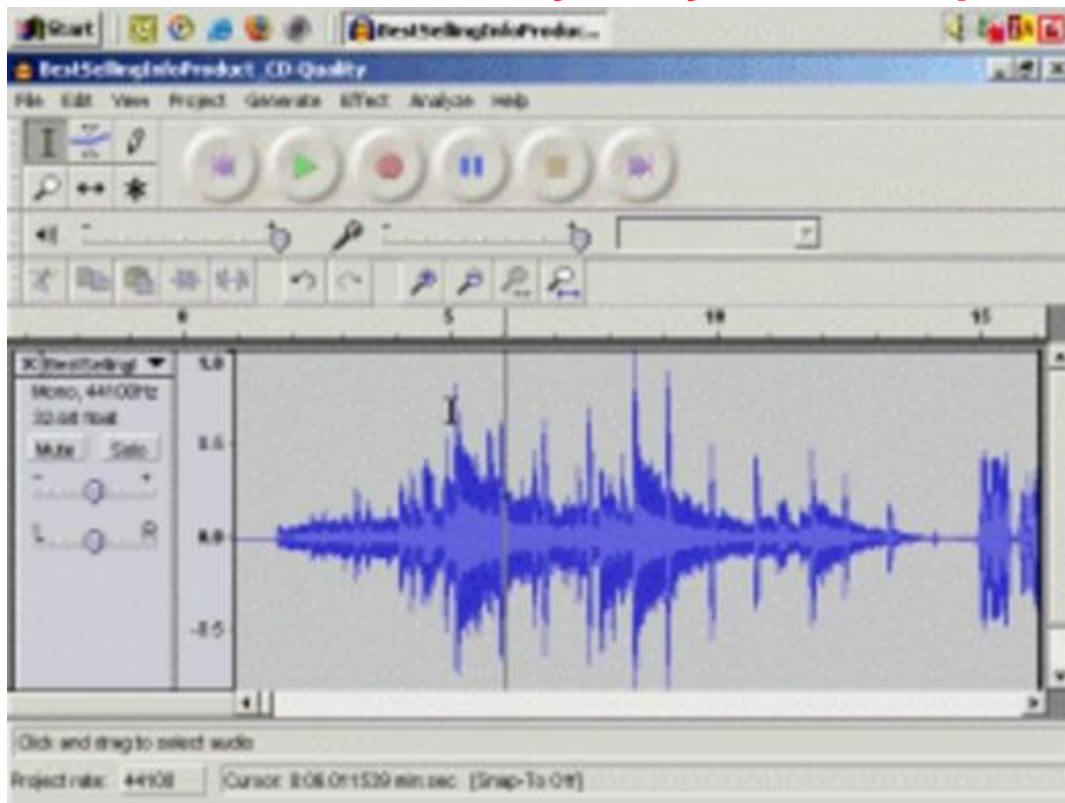 Start BestSellingInfoProduc...
BestSellingInfoProduct_CD-Quality
File Edit View Project Generate Effect Analyze Help
0 5 10 15
X BestSellingI 1.0
Mono, 44100Hz
32-bit float
Mute Solo 0.5
- +
L R 0.0
-0.5
Click and drag to select audio
Project rate: 44100 Cursor: 0:06.011539 min:sec [Snap-To Off]